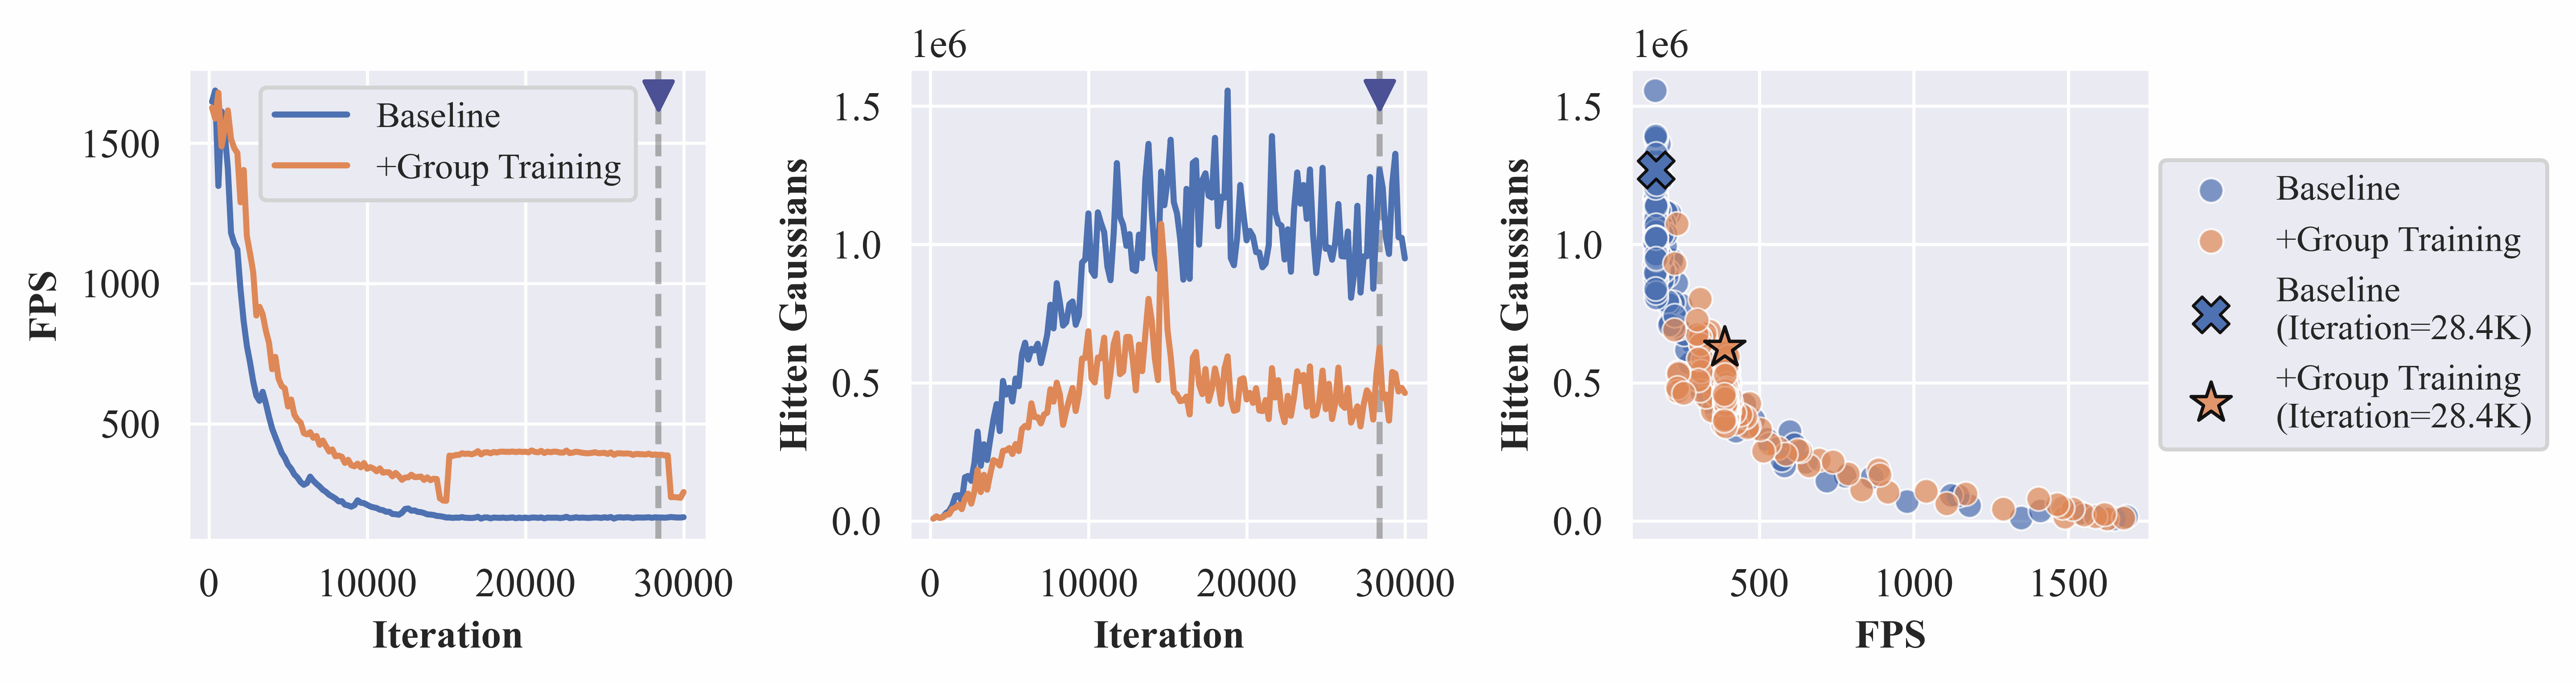 FPS
1500
1000
500
0
10000
20000
30000
Iteration
Baseline
+Group Training
1e6
Hitten Gaussians
1.5
1.0
0.5
0.0
0
10000
20000
30000
Iteration
1e6
Hitten Gaussians
1.5
1.0
0.5
0.0
500
1000
1500
FPS
Baseline
+Group Training
Baseline
(Iteration=28.4K)
+Group Training
(Iteration=28.4K)